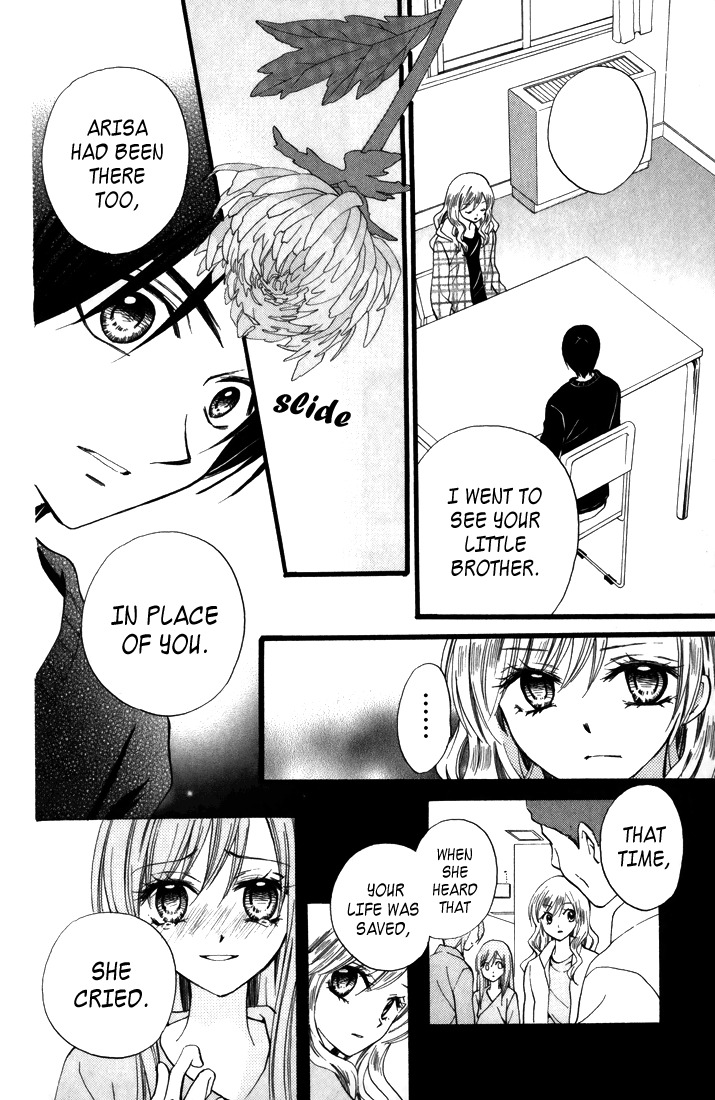 I WENT TO
SEE YOUR
LITTLE
BROTHER.
slide
ARISA
HAD BEEN
THERE
TOO,
IN PLACE
OF YOU.
......
THAT
TIME,
WHEN
SHE
HEARD
THAT
YOUR
LIFE WAS
SAVED,
SHE
CRIED.